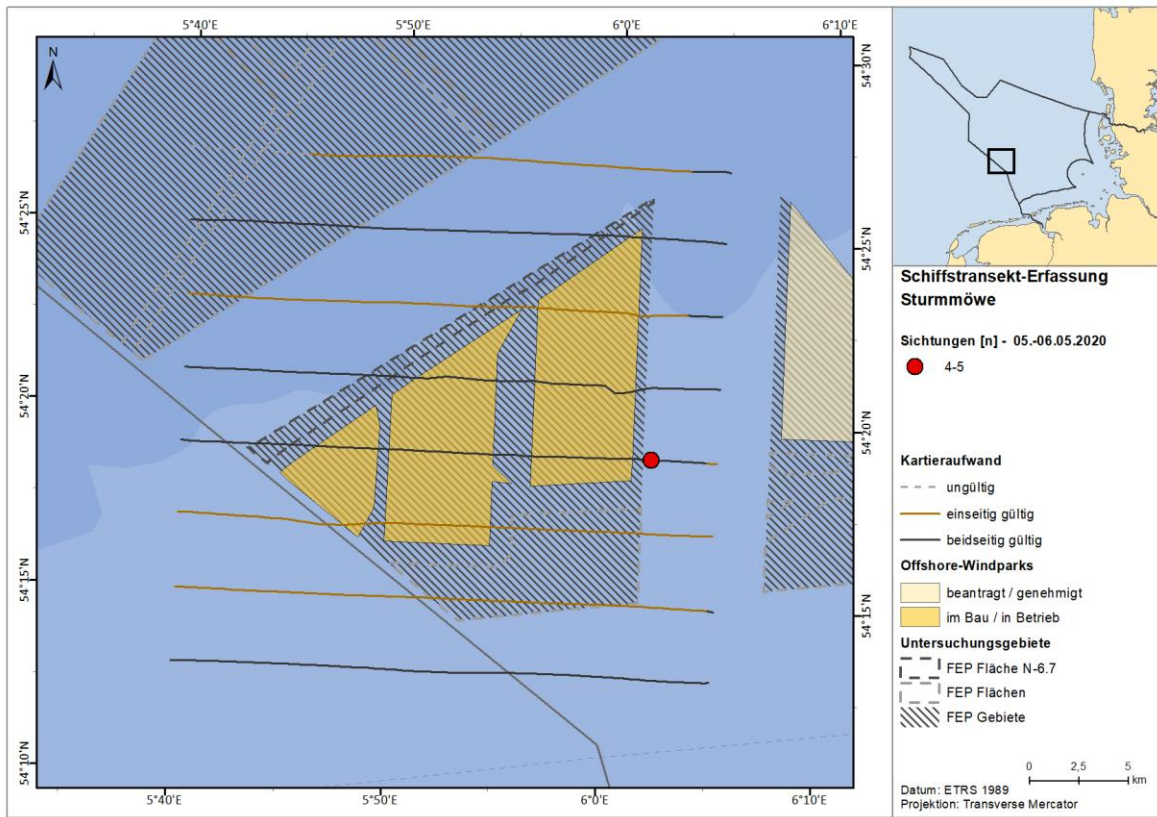 5°40'E 5°50'E 6°0'E 6°10'E
N
54°30'N
54°25'N
54°25'N
54°20'N
54°20'N
54°15'N
54°15'N
54°10'N
5°40'E 5°50'E 6°0'E 6°10'E
Schiffstransekt-Erfassung
Sturmmöwe
Sichtungen [n] - 05.-06.05.2020
4-5
Kartieraufwand
ungültig
einseitig gültig
beidseitig gültig
Offshore-Windparks
beantragt / genehmigt
im Bau / in Betrieb
Untersuchungsgebiete
FEP Fläche N-6.7
FEP Flächen
FEP Gebiete
0 2,5 5
km
Datum: ETRS 1989
Projektion: Transverse Mercator